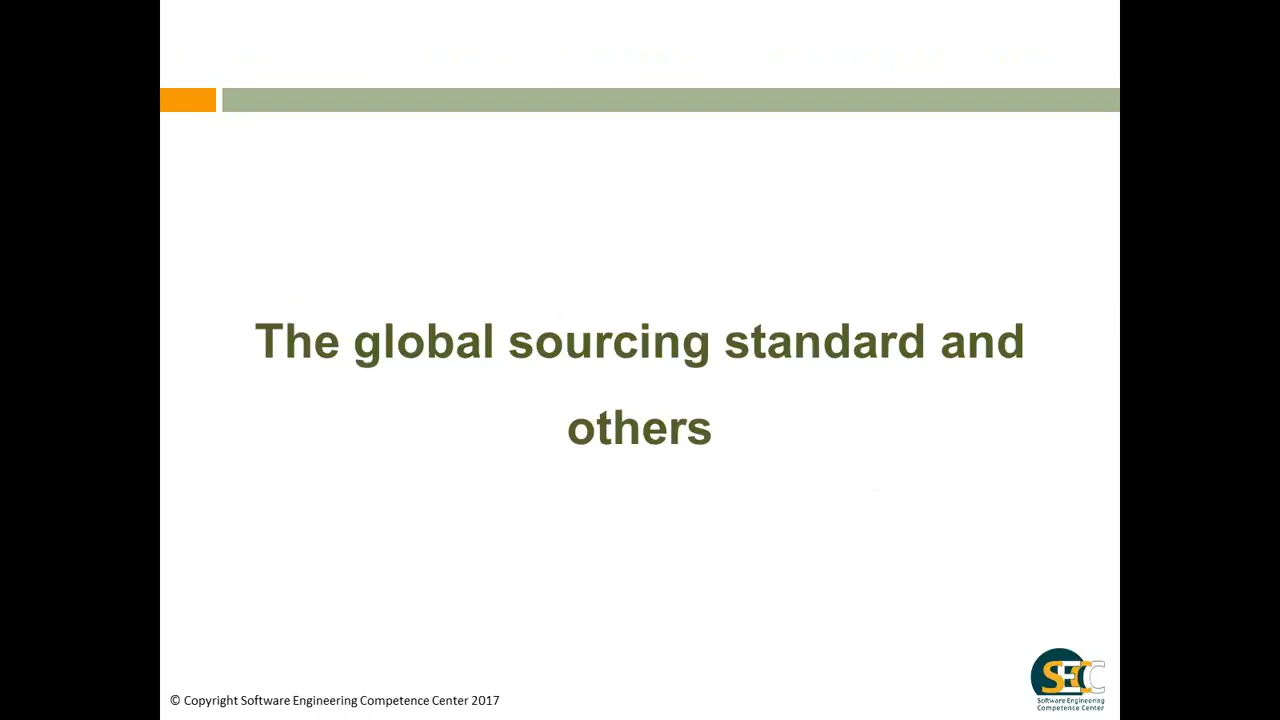 The global sourcing standard and
others
© Copyright Software Engineering Competence Center 2017
SECC
Software Engineering
Competence Center